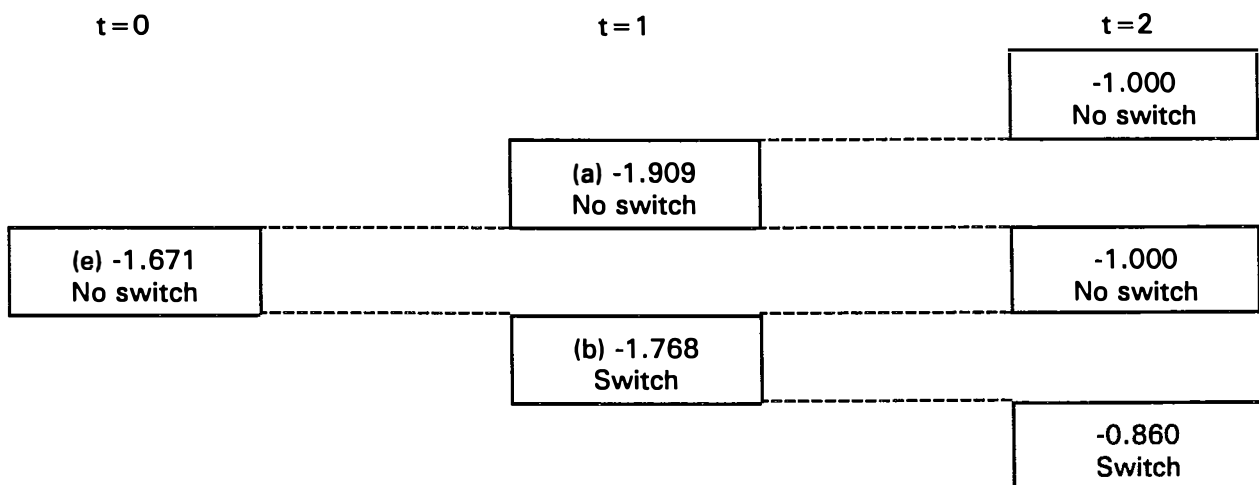 t=0 t=1 t=2
-1.000
No switch
(a) -1.909
No switch
(e) -1.671
No switch
-1.000
No switch
(b) -1.768
Switch
-0.860
Switch